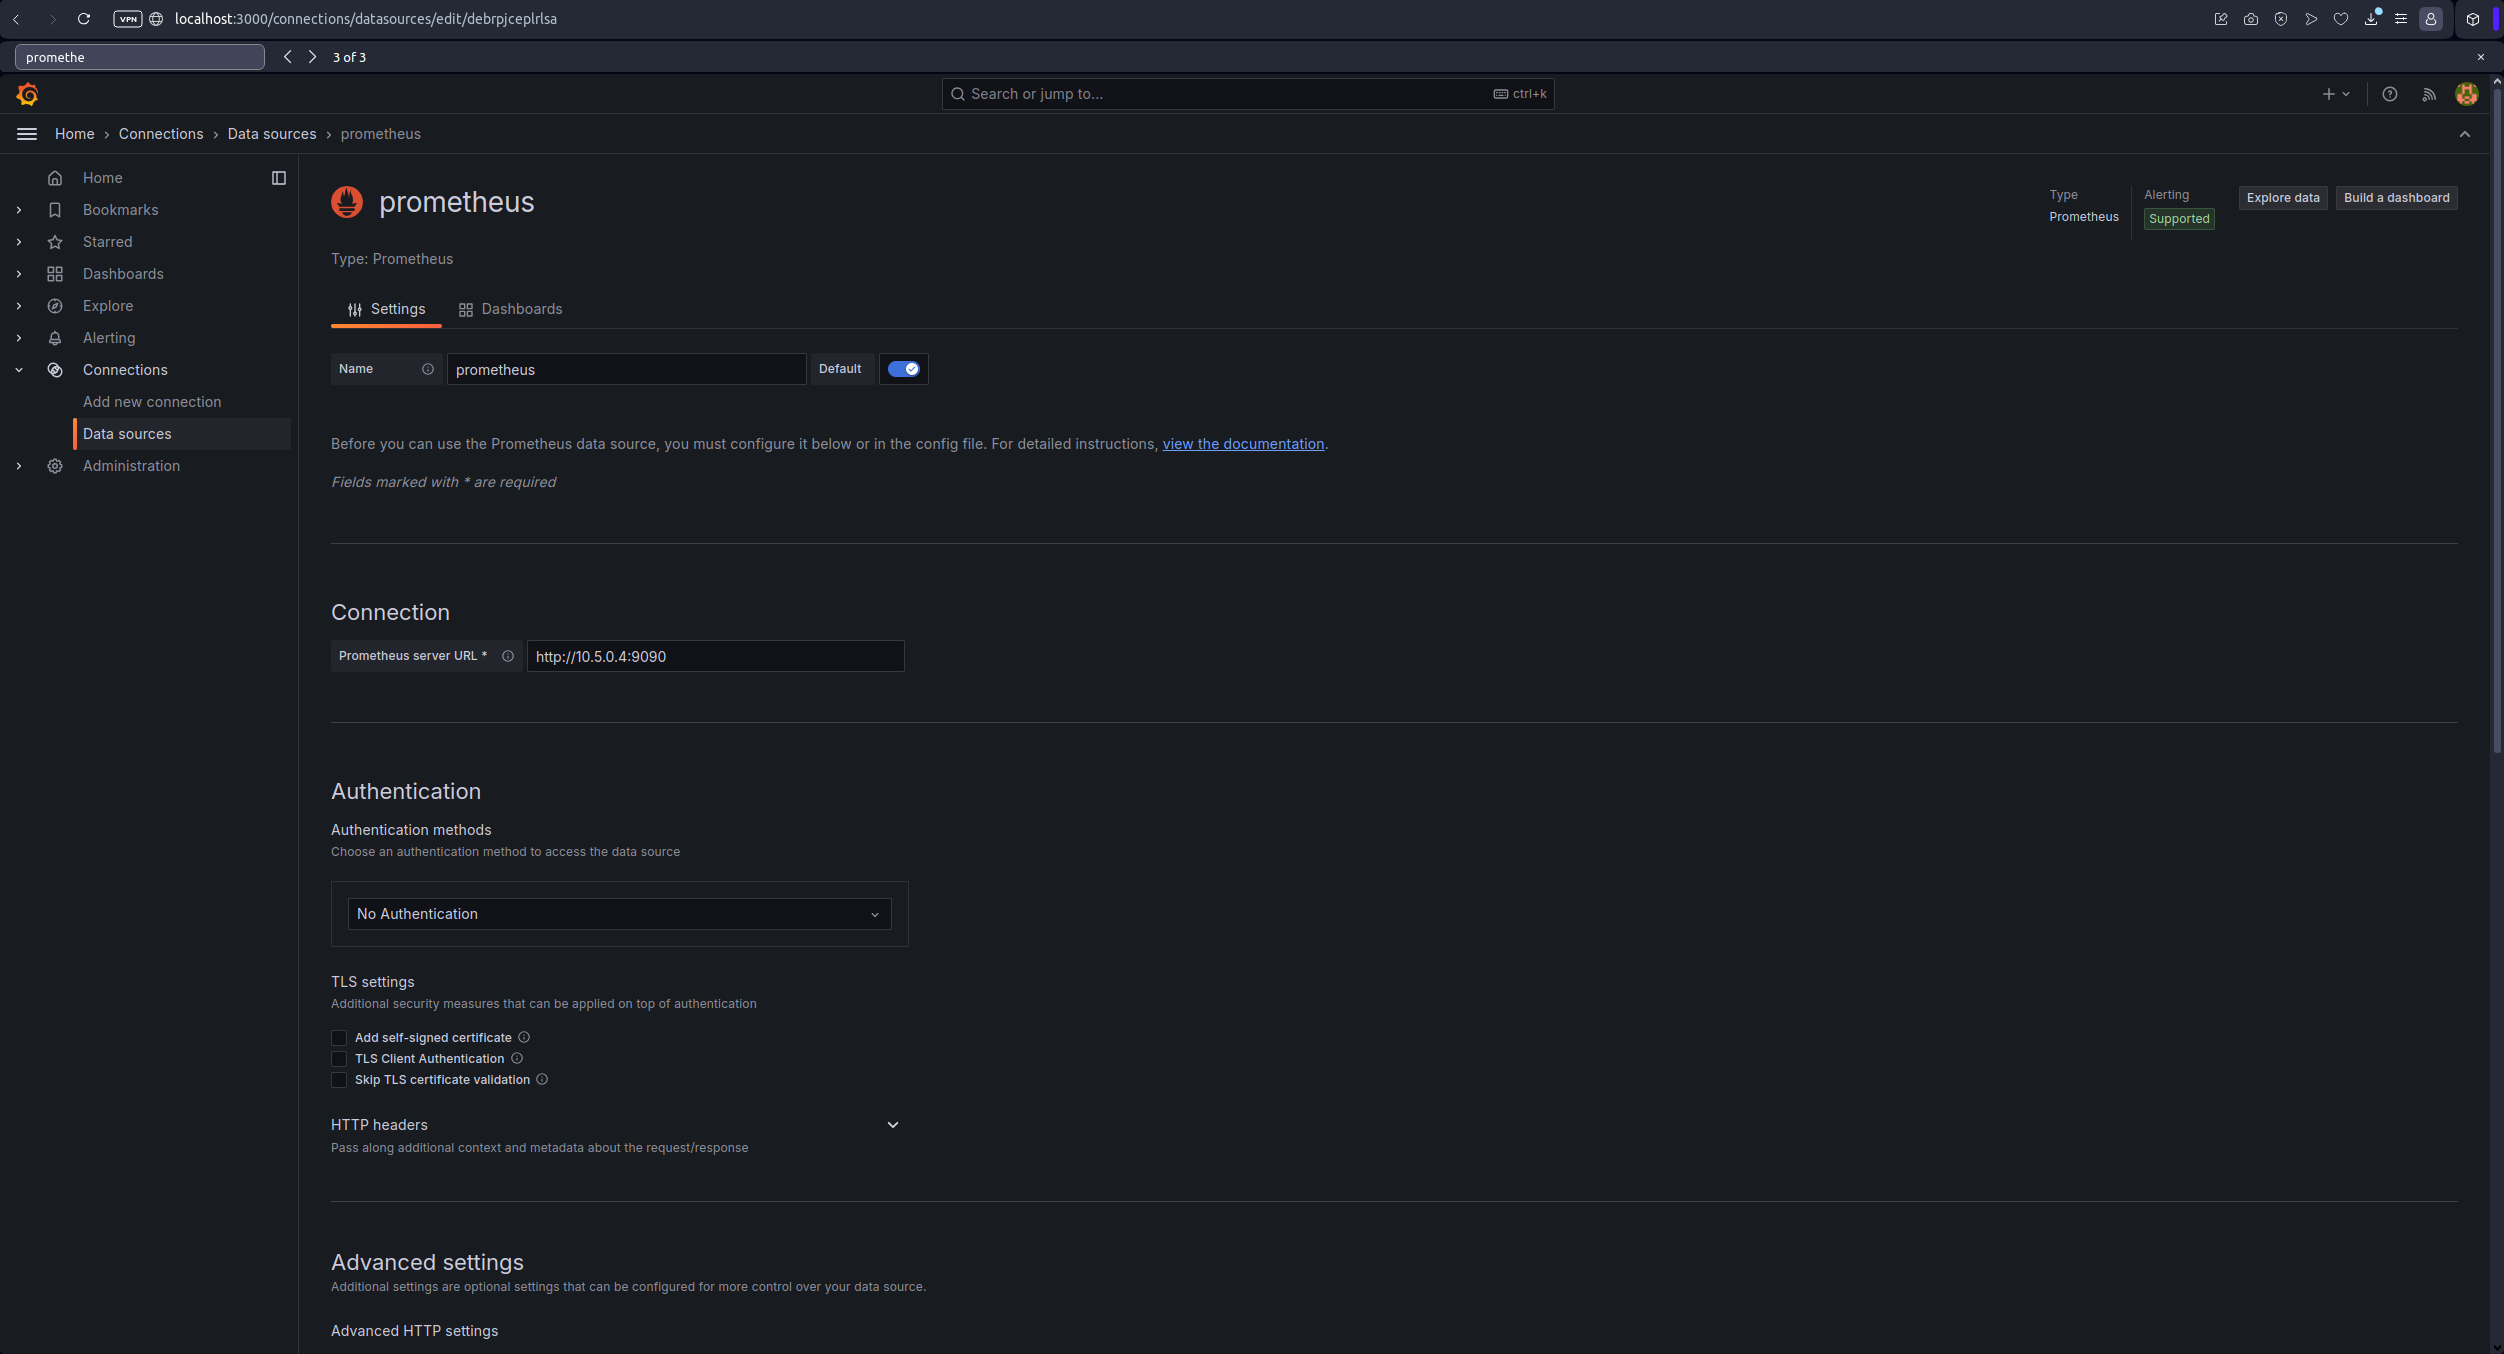 VPN localhost:3000/connections/datasources/edit/debrpjceplrlsa
promethe 3 of 3
Search or jump to... ctrl+k
Home › Connections › Data sources › prometheus
Home
Bookmarks
Starred
Dashboards
Explore
Alerting
Connections
Add new connection
Data sources
Administration
prometheus
Type
Prometheus
Alerting
Supported
Explore data
Build a dashboard
Type: Prometheus
Settings Dashboards
Name prometheus Default
Before you can use the Prometheus data source, you must configure it below or in the config file. For detailed instructions, view the documentation.
Fields marked with * are required
Connection
Prometheus server URL * http://10.5.0.4:9090
Authentication
Authentication methods
Choose an authentication method to access the data source
No Authentication
TLS settings
Additional security measures that can be applied on top of authentication
Add self-signed certificate
TLS Client Authentication
Skip TLS certificate validation
HTTP headers
Pass along additional context and metadata about the request/response
Advanced settings
Additional settings are optional settings that can be configured for more control over your data source.
Advanced HTTP settings